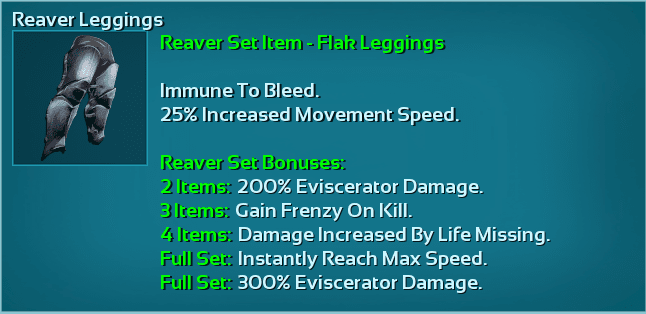 Reaver Leggings
Reaver Set Item - Flak Leggings
Immune To Bleed.
25% Increased Movement Speed.
Reaver Set Bonuses:
2 Items: 200% Eviscerator Damage.
3 Items: Gain Frenzy On Kill.
4 Items: Damage Increased By Life Missing.
Full Set: Instantly Reach Max Speed.
Full Set: 300% Eviscerator Damage.